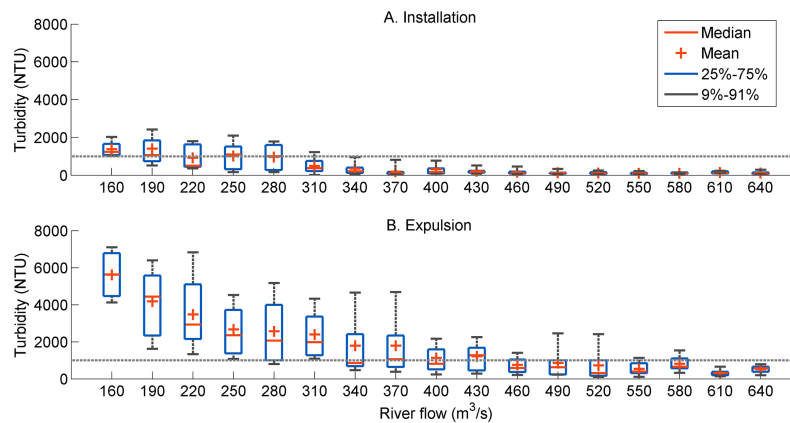 A. Installation
Turbidity (NTU)
8000
6000
4000
2000
0
Median
Mean
25%-75%
9%-91%
160 190 220 250 280 310 340 370 400 430 460 490 520 550 580 610 640
B. Expulsion
Turbidity (NTU)
8000
6000
4000
2000
0
160 190 220 250 280 310 340 370 400 430 460 490 520 550 580 610 640
River flow (m³/s)